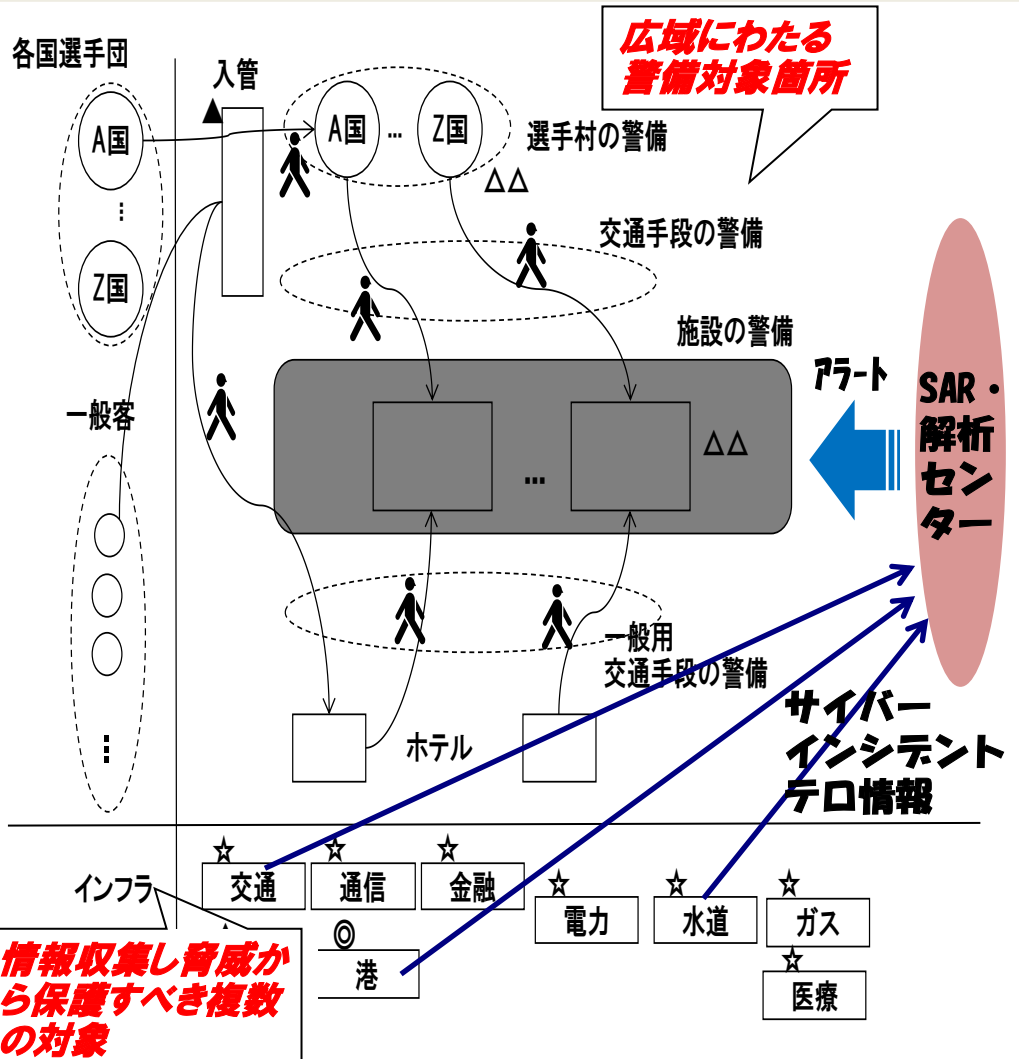 各国選手団
入管
広域にわたる
警備対象箇所
▲
A国
A国
…
Z国
選手村の警備
△△
…
Z国
交通手段の警備
施設の警備
アラート
SAR・
解析
セン
ター
一般客
△△
…
一般用
交通手段の警備
…
ホテル
サイバー
インシデント
テロ情報
☆
☆
☆
インフラ
交通
通信
金融
☆
☆
☆
電力
水道
ガス
◎
港
☆
医療
情報収集し脅威か
ら保護すべき複数
の対象